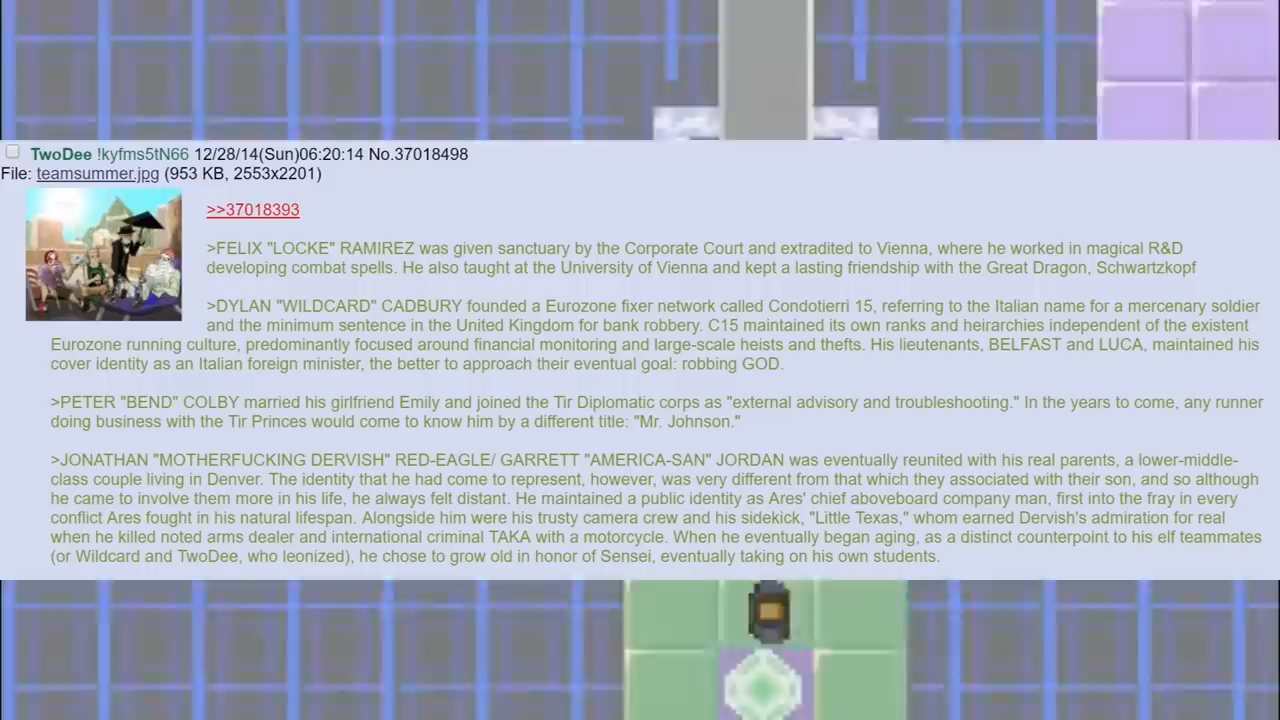 TwoDee !kyfms5tN66 12/28/14(Sun)06:20:14 No.37018498
File: teamsummer.jpg (953 KB, 2553x2201)
>>37018393
>FELIX "LOCKE" RAMIREZ was given sanctuary by the Corporate Court and extradited to Vienna, where he worked in magical R&D
developing combat spells. He also taught at the University of Vienna and kept a lasting friendship with the Great Dragon, Schwartzkopf
>DYLAN "WILDCARD" CADBURY founded a Eurozone fixer network called Condotierri 15, referring to the Italian name for a mercenary soldier
and the minimum sentence in the United Kingdom for bank robbery. C15 maintained its own ranks and heirarchies independent of the existent
Eurozone running culture, predominantly focused around financial monitoring and large-scale heists and thefts. His lieutenants, BELFAST and LUCA, maintained his
cover identity as an Italian foreign minister, the better to approach their eventual goal: robbing GOD.
>PETER "BEND" COLBY married his girlfriend Emily and joined the Tir Diplomatic corps as "external advisory and troubleshooting." In the years to come, any runner
doing business with the Tir Princes would come to know him by a different title: "Mr. Johnson."
>JONATHAN "MOTHERFUCKING DERVISH" RED-EAGLE/ GARRETT "AMERICA-SAN" JORDAN was eventually reunited with his real parents, a lower-middle-
class couple living in Denver. The identity that he had come to represent, however, was very different from that which they associated with their son, and so although
he came to involve them more in his life, he always felt distant. He maintained a public identity as Ares' chief aboveboard company man, first into the fray in every
conflict Ares fought in his natural lifespan. Alongside him were his trusty camera crew and his sidekick, "Little Texas," whom earned Dervish's admiration for real
when he killed noted arms dealer and international criminal TAKA with a motorcycle. When he eventually began aging, as a distinct counterpoint to his elf teammates
(or Wildcard and TwoDee, who leonized), he chose to grow old in honor of Sensei, eventually taking on his own students.